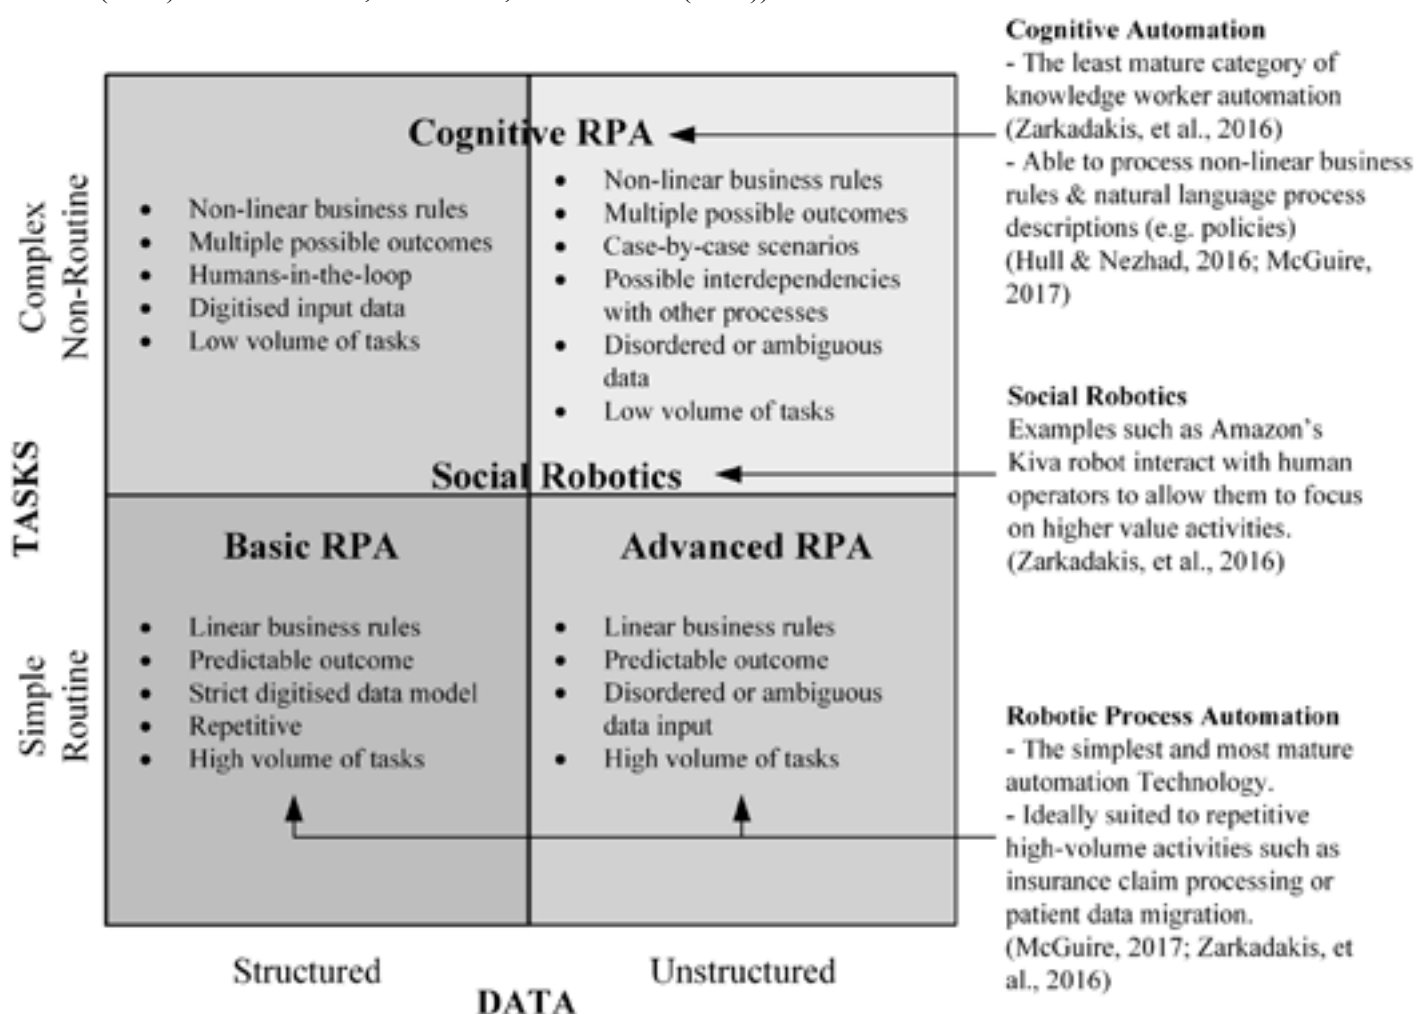 Cognitive Automation
- The least mature category of
knowledge worker automation
(Zarkadakis, et al., 2016)
- Able to process non-linear business
rules & natural language process
descriptions (e.g. policies)
(Hull & Nezhad, 2016; McGuire,
2017)
Cognitive RPA
Complex
Non-Routine
• Non-linear business rules
• Multiple possible outcomes
• Humans-in-the-loop
• Digitised input data
• Low volume of tasks
• Non-linear business rules
• Multiple possible outcomes
• Case-by-case scenarios
• Possible interdependencies
with other processes
• Disordered or ambiguous
data
• Low volume of tasks
Social Robotics
Examples such as Amazon's
Kiva robot interact with human
operators to allow them to focus
on higher value activities.
(Zarkadakis, et al., 2016)
Social Robotics
TASKS
Basic RPA
Advanced RPA
Simple
Routine
• Linear business rules
• Predictable outcome
• Strict digitised data model
• Repetitive
• High volume of tasks
• Linear business rules
• Predictable outcome
• Disordered or ambiguous
data input
• High volume of tasks
Robotic Process Automation
- The simplest and most mature
automation Technology.
- Ideally suited to repetitive
high-volume activities such as
insurance claim processing or
patient data migration.
(McGuire, 2017; Zarkadakis, et
al., 2016)
Structured
Unstructured
DATA